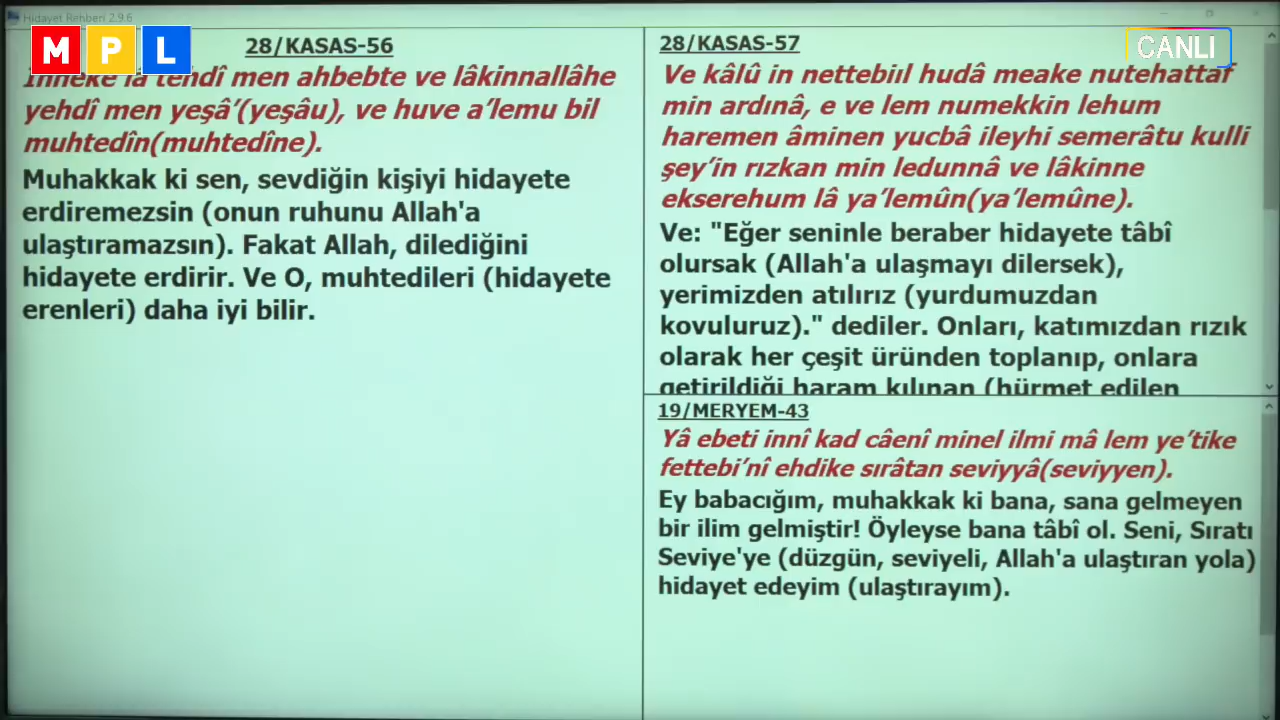 Hidayet Rehberi 2.9.6
MPL
CANLI
28/KASAS-56
İnneke lâ tehdî men ahbebte ve lâkinnallâhe
yehdî men yeşâ’(yeşâu), ve huve a’lemu bil
muhtedîn(muhtedîne).
Muhakkak ki sen, sevdiğin kişiyi hidayete
erdiremezsin (onun ruhunu Allah'a
ulaştıramazsın). Fakat Allah, dilediğini
hidayete erdirir. Ve O, muhtedileri (hidayete
erenleri) daha iyi bilir.
28/KASAS-57
Ve kâlû in nettebiıl hudâ meake nutehattaf
min ardınâ, e ve lem numekkin lehum
haremen âminen yucbâ ileyhi semerâtu kulli
şey’in rızkan min ledunnâ ve lâkinne
ekserehum lâ ya’lemûn(ya’lemûne).
Ve: "Eğer seninle beraber hidayete tâbî
olursak (Allah'a ulaşmayı dilersek),
yerimizden atılırız (yurdumuzdan
kovuluruz)." dediler. Onları, katımızdan rızık
olarak her çeşit üründen toplanıp, onlara
getirildiği haram kılınan (hürmet edilen
19/MERYEM-43
Yâ ebeti innî kad câenî minel ilmi mâ lem ye’tike
fettebi’nî ehdike sırâtan seviyyâ(seviyyen).
Ey babacığım, muhakkak ki bana, sana gelmeyen
bir ilim gelmiştir! Öyleyse bana tâbî ol. Seni, Sıratı
Seviye'ye (düzgün, seviyeli, Allah'a ulaştıran yola)
hidayet edeyim (ulaştırayım).